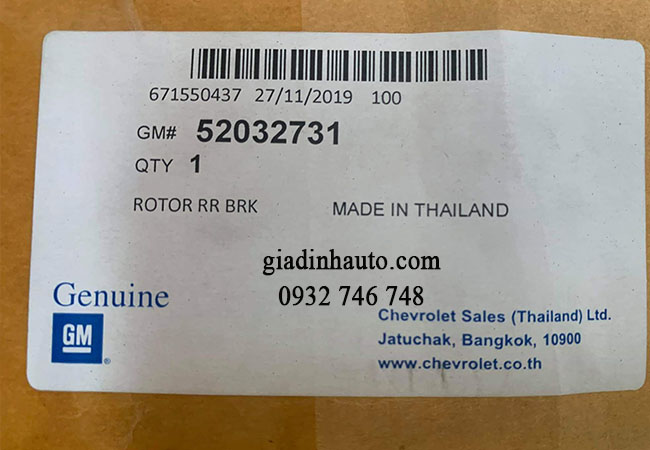 671550437 27/11/2019 100
GM# 52032731
QTY 1
ROTOR RR BRK MADE IN THAILAND
giadinhauto.com
0932 746 748
Genuine
GM
®
Chevrolet Sales (Thailand) Ltd.
Jatuchak, Bangkok, 10900
www.chevrolet.co.th